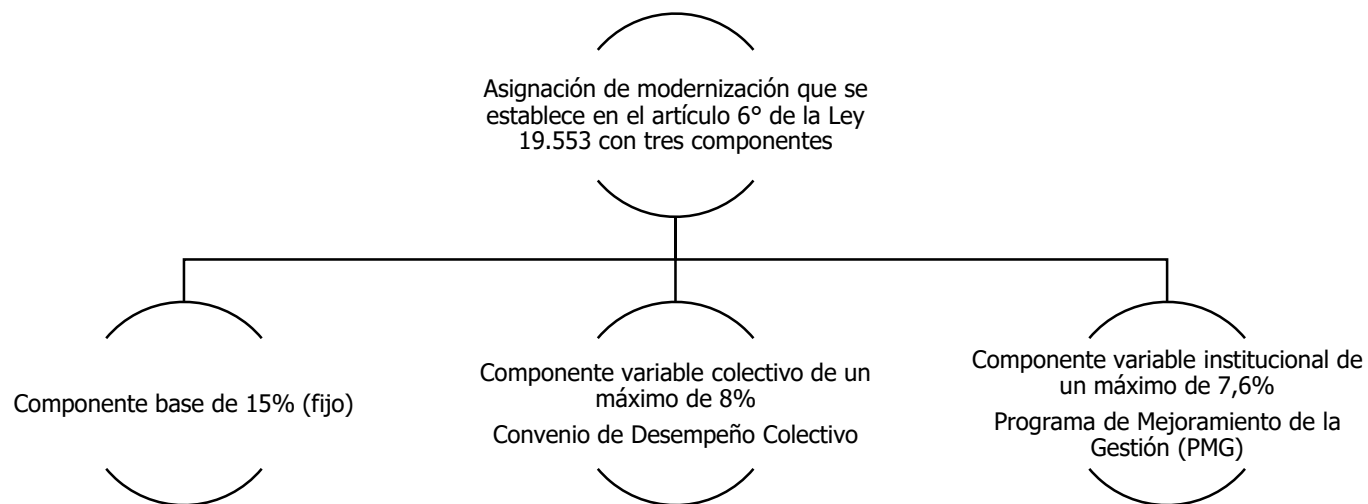 Asignación de modernización que se
establece en el artículo 6° de la Ley
19.553 con tres componentes
Componente base de 15% (fijo)
Componente variable colectivo de un
máximo de 8%
Convenio de Desempeño Colectivo
Componente variable institucional de
un máximo de 7,6%
Programa de Mejoramiento de la
Gestión (PMG)